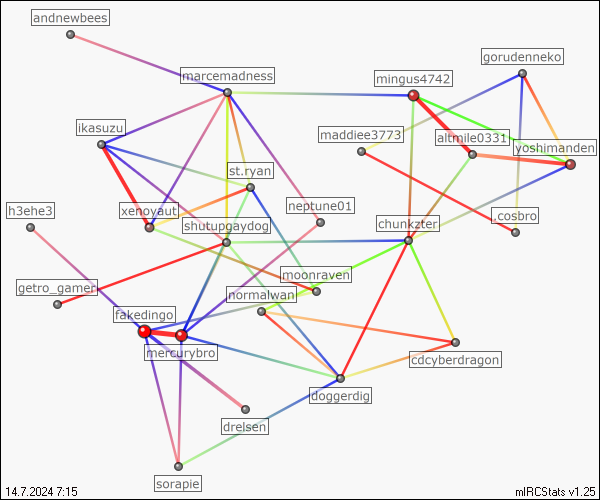 andnewbees
gorudenneko
marcemadness
mingus4742
ikasuzu
maddiee3773
altmile0331
yoshimanden
st.ryan
h3ehe3
xenoyaut
neptune01
.cosbro
shutupgaydog
chunkzter
moonraven
getro_gamer
normalwan
fakedingo
mercurybro
cdcyberdragon
doggerdig
drelsen
sorapie
14.7.2024 7:15
mIRCStats v1.25